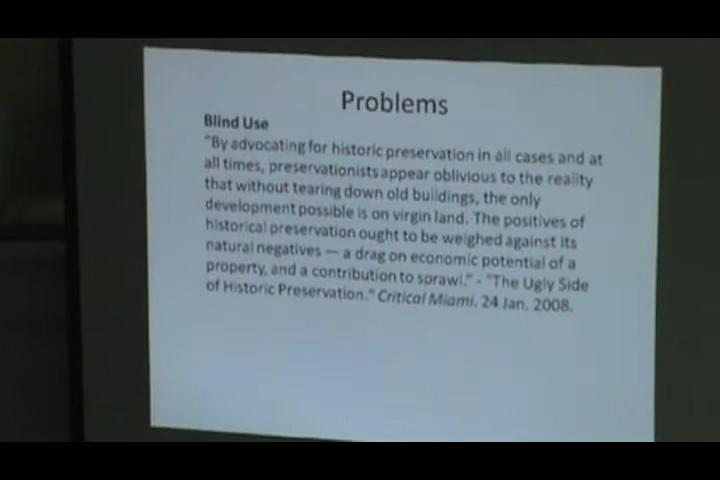 Problems
Blind Use
"By advocating for historic preservation in all cases and at
all times, preservationists appear oblivious to the reality
that without tearing down old buildings, the only
development possible is on virgin land. The positives of
historical preservation ought to be weighed against its
natural negatives — a drag on economic potential of a
property, and a contribution to sprawl." - "The Ugly Side
of Historic Preservation." Critical Miami. 24 Jan. 2008.